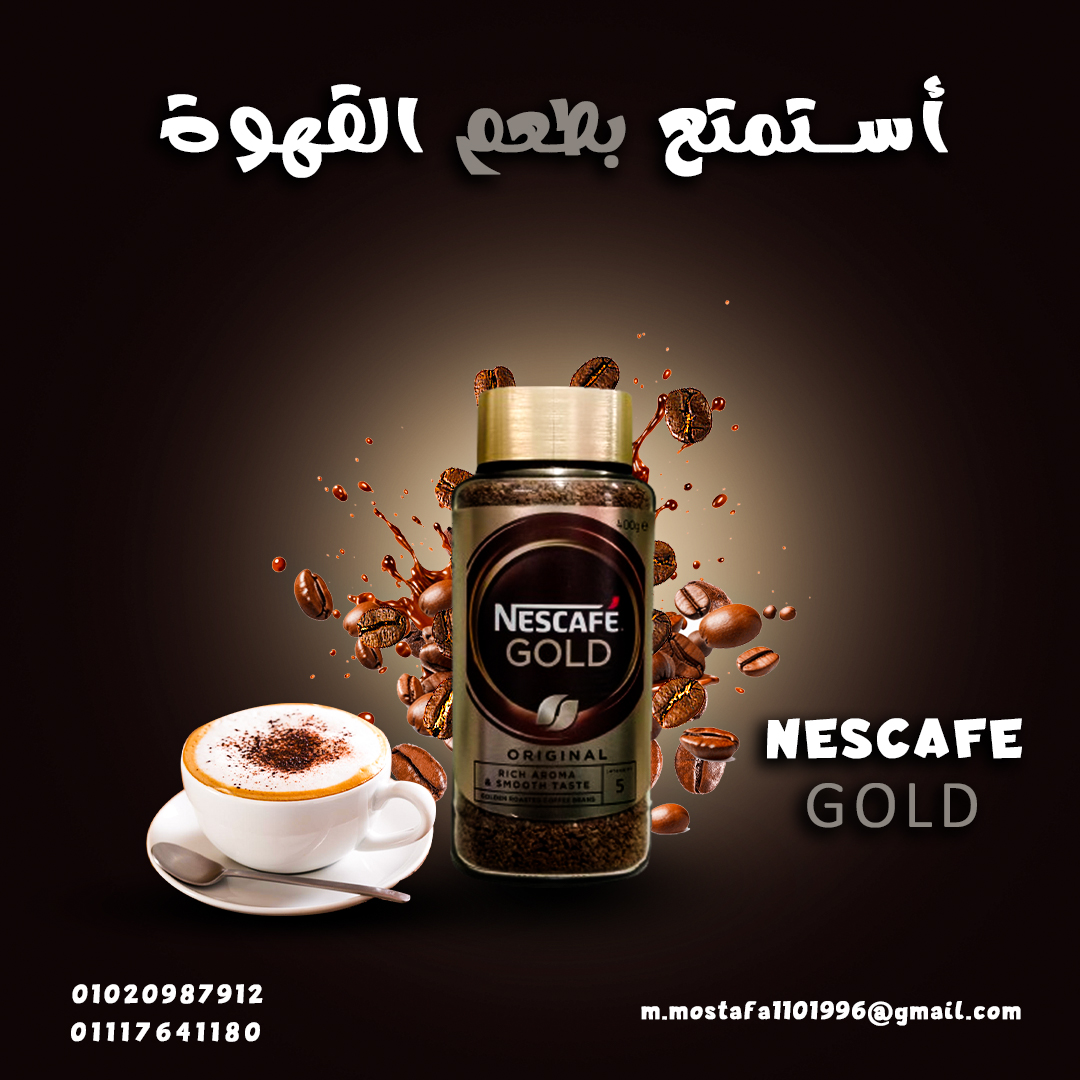 أستمتع بطعم القهوة
400g e
NESCAFÉ
GOLD
ORIGINAL
RICH AROMA
& SMOOTH TASTE
GOLDEN ROASTED COFFEE BEANS
INTENSITY
5
NESCAFE
GOLD
01020987912
01117641180
m.mostafa1101996@gmail.com